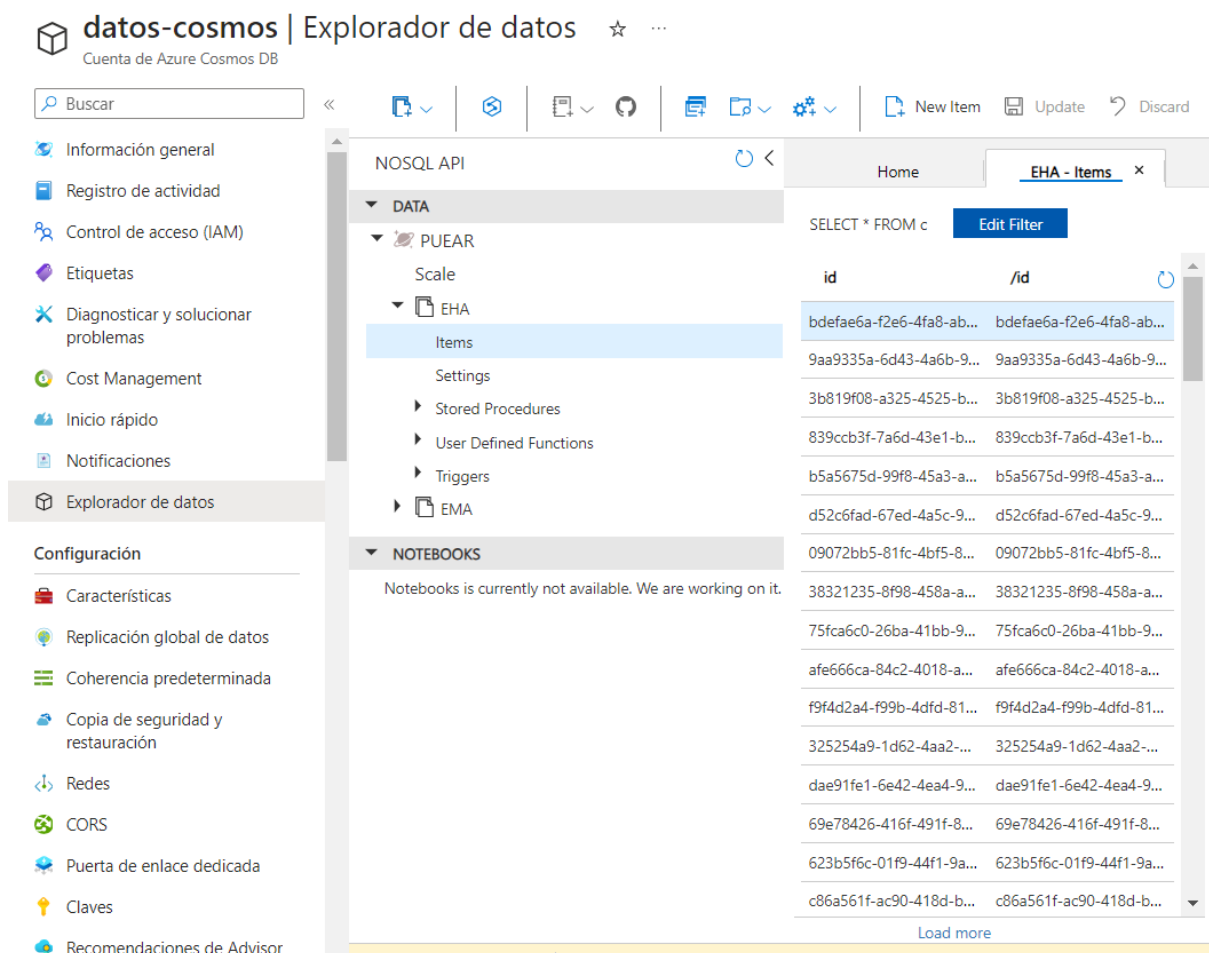 datos-cosmos | Explorador de datos
Cuenta de Azure Cosmos DB
Buscar
Información general
Registro de actividad
Control de acceso (IAM)
Etiquetas
Diagnosticar y solucionar
problemas
Cost Management
Inicio rápido
Notificaciones
Explorador de datos
Configuración
Características
Replicación global de datos
Coherencia predeterminada
Copia de seguridad y
restauración
Redes
CORS
Puerta de enlace dedicada
Claves
Recomendaciones de Advisor
New Item Update Discard
NOSQL API
DATA
PUEAR
Scale
EHA
Items
Settings
Stored Procedures
User Defined Functions
Triggers
EMA
NOTEBOOKS
Notebooks is currently not available. We are working on it.
Home EHA - Items
SELECT * FROM c Edit Filter
id /id
bdefae6a-f2e6-4fa8-ab... bdefae6a-f2e6-4fa8-ab...
9aa9335a-6d43-4a6b-9... 9aa9335a-6d43-4a6b-9...
3b819f08-a325-4525-b... 3b819f08-a325-4525-b...
839ccb3f-7a6d-43e1-b... 839ccb3f-7a6d-43e1-b...
b5a5675d-99f8-45a3-a... b5a5675d-99f8-45a3-a...
d52c6fad-67ed-4a5c-9... d52c6fad-67ed-4a5c-9...
09072bb5-81fc-4bf5-8... 09072bb5-81fc-4bf5-8...
38321235-8f98-458a-a... 38321235-8f98-458a-a...
75fca6c0-26ba-41bb-9... 75fca6c0-26ba-41bb-9...
afe666ca-84c2-4018-a... afe666ca-84c2-4018-a...
f9f4d2a4-f99b-4dfd-81... f9f4d2a4-f99b-4dfd-81...
325254a9-1d62-4aa2-... 325254a9-1d62-4aa2-...
dae91fe1-6e42-4ea4-9... dae91fe1-6e42-4ea4-9...
69e78426-416f-491f-8... 69e78426-416f-491f-8...
623b5f6c-01f9-44f1-9a... 623b5f6c-01f9-44f1-9a...
c86a561f-ac90-418d-b... c86a561f-ac90-418d-b...
Load more